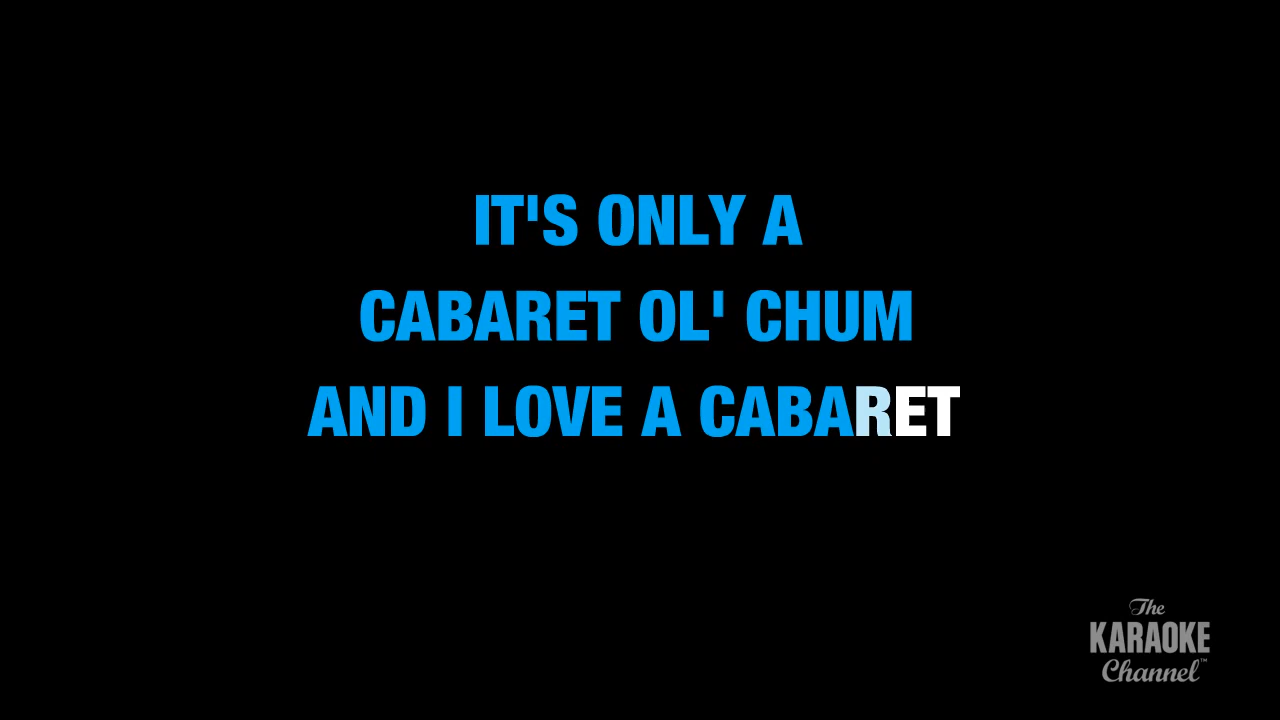 IT'S ONLY A
CABARET OL' CHUM
AND I LOVE A CABARET
The
KARAOKE
Channel™